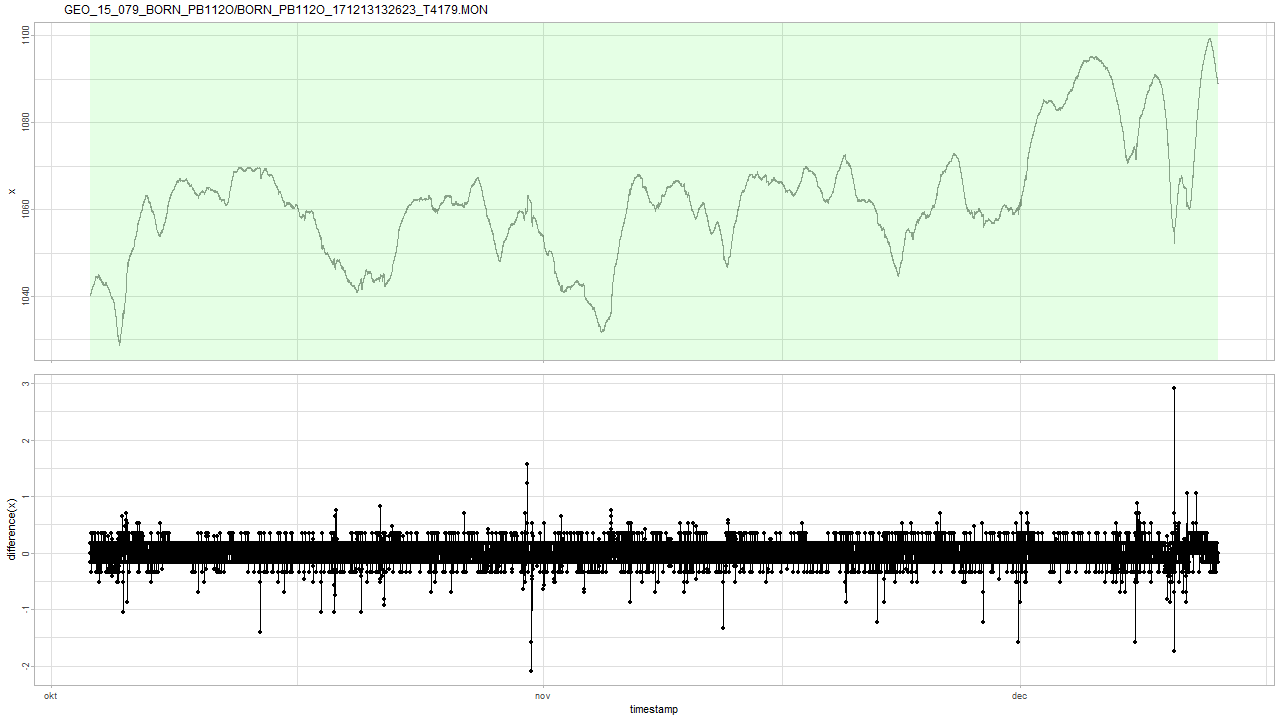 GEO_15_079_BORN_PB112O/BORN_PB112O_171213132623_T4179.MON
1100
1080
x
1060
1040
3
2
1
difference(x)
0
-1
-2
okt nov dec
timestamp